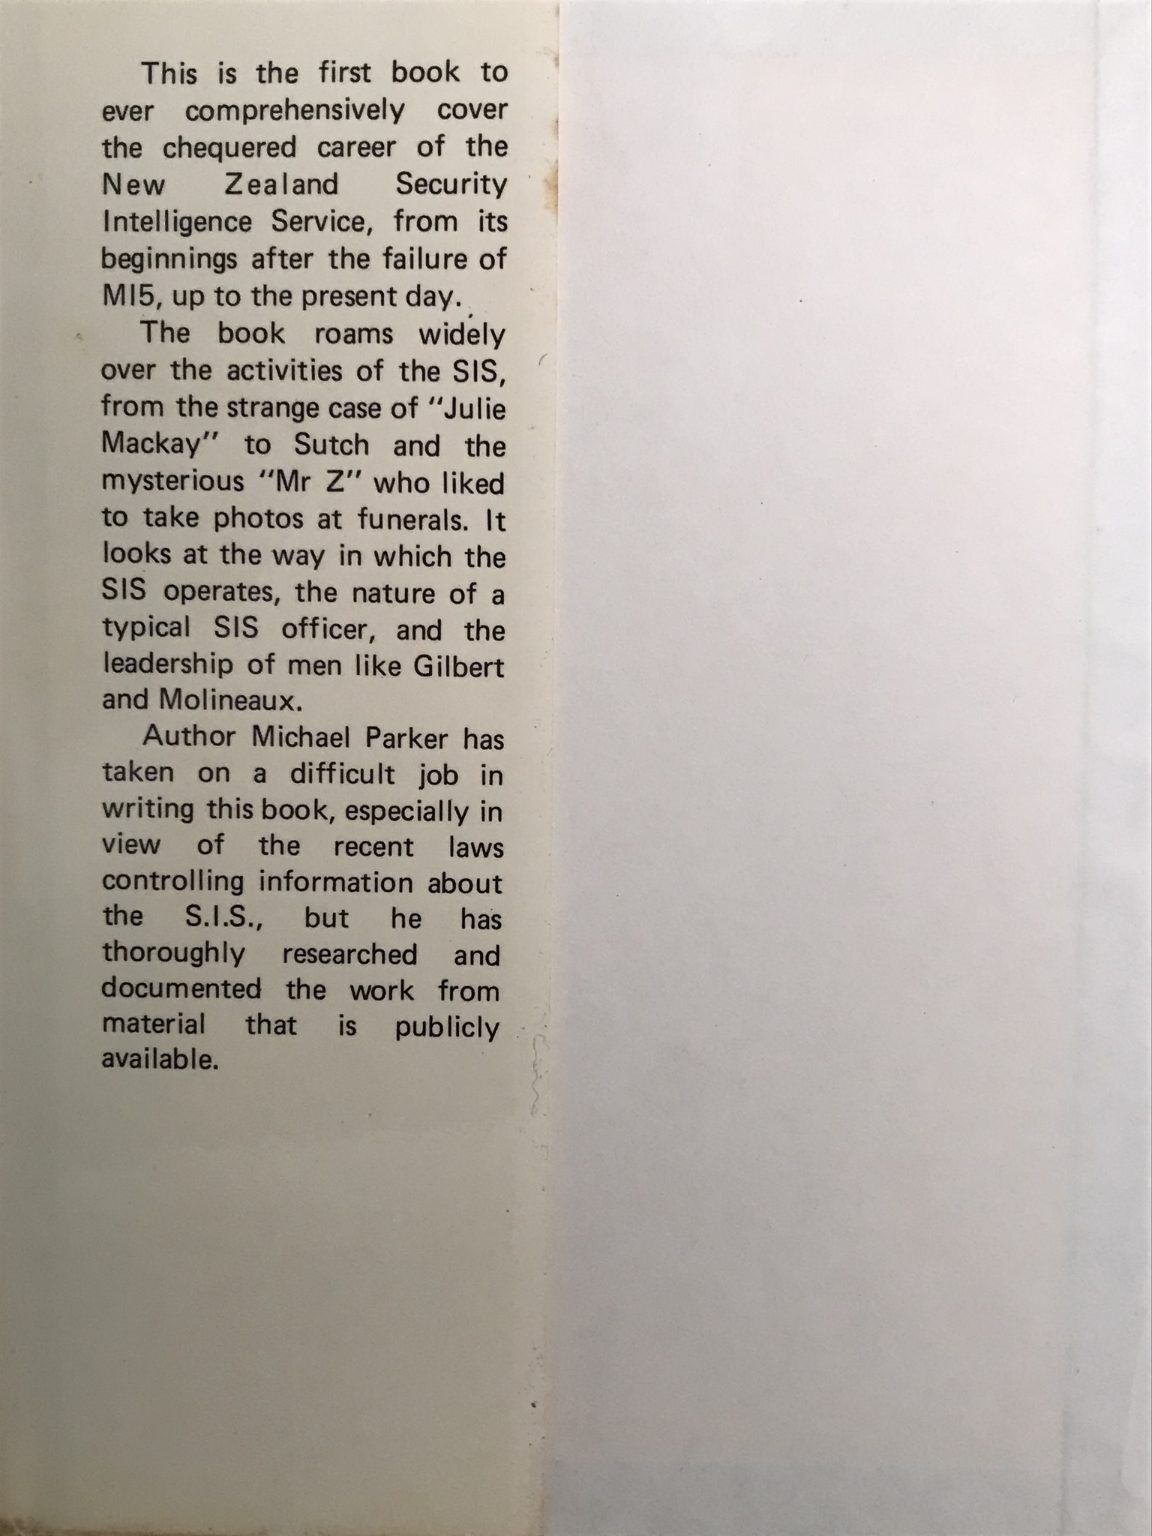 This is the first book to
ever comprehensively cover
the chequered career of the
New Zealand Security
Intelligence Service, from its
beginnings after the failure of
MI5, up to the present day.
The book roams widely
over the activities of the SIS,
from the strange case of "Julie
Mackay" to Sutch and the
mysterious "Mr Z" who liked
to take photos at funerals. It
looks at the way in which the
SIS operates, the nature of a
typical SIS officer, and the
leadership of men like Gilbert
and Molineaux.
Author Michael Parker has
taken on a difficult job in
writing this book, especially in
view of the recent laws
controlling information about
the S.I.S., but he has
thoroughly researched and
documented the work from
material that is publicly
available.